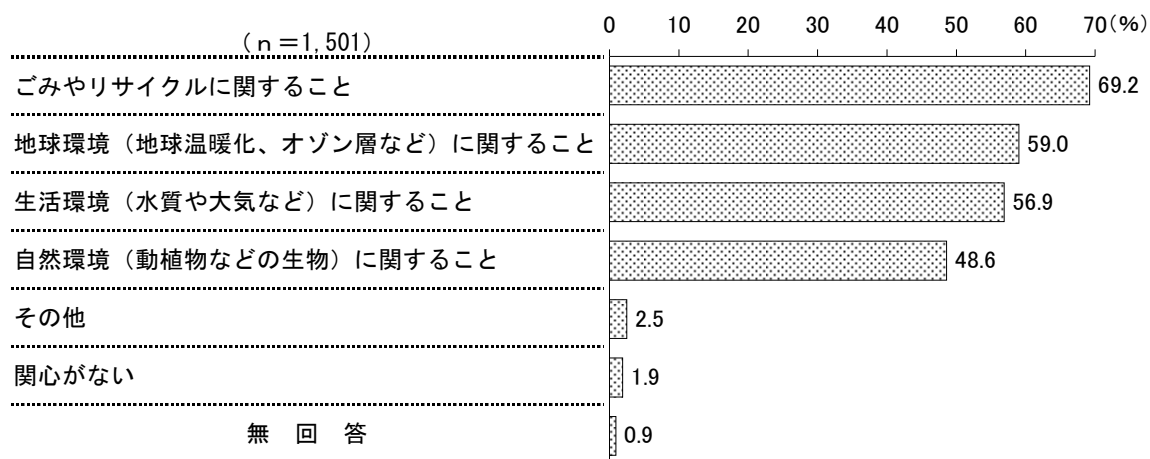 0 10 20 30 40 50 60 70(%)
(n=1,501)
ごみやリサイクルに関すること 69.2
地球環境（地球温暖化、オゾン層など）に関すること 59.0
生活環境（水質や大気など）に関すること 56.9
自然環境（動植物などの生物）に関すること 48.6
その他 2.5
関心がない 1.9
無 回 答 0.9